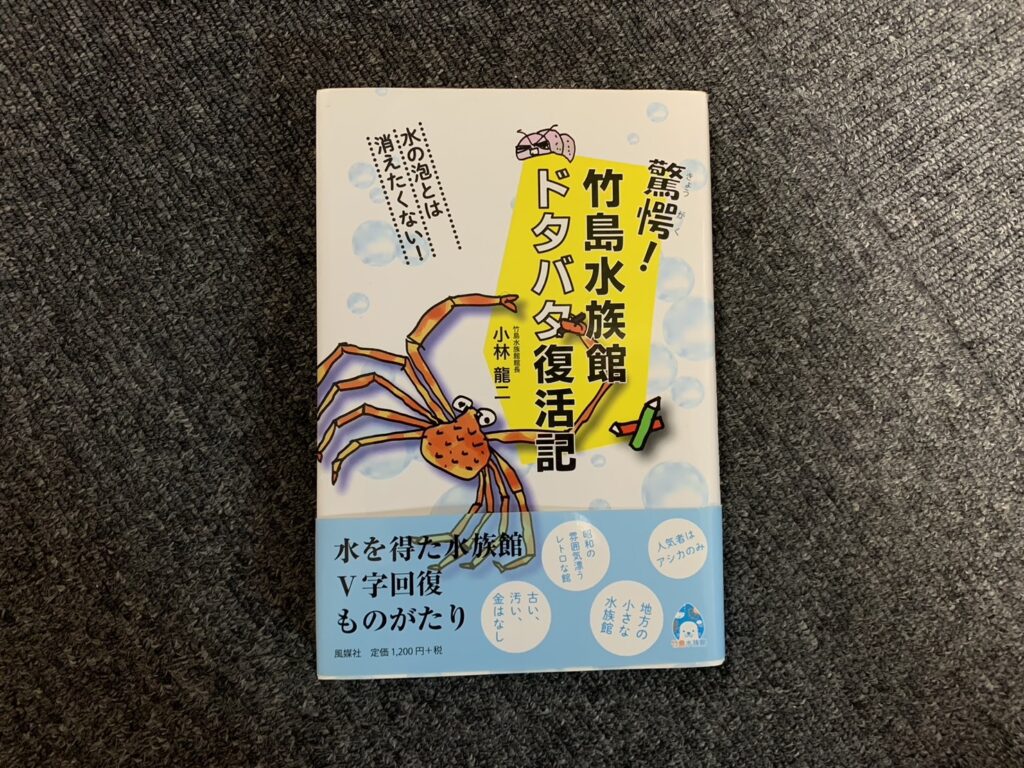 驚愕！
きょう がく
竹島水族館
ドタバタ復活記
竹島水族館館長
小林 龍二
水の泡とは
消えたくない！
水を得た水族館
V字回復
ものがたり
古い、
汚い、
金はなし
昭和の
雰囲気漂う
レトロな館
地方の
小さな
水族館
人気者は
アシカのみ
竹島水族館
風媒社 定価1,200円+税